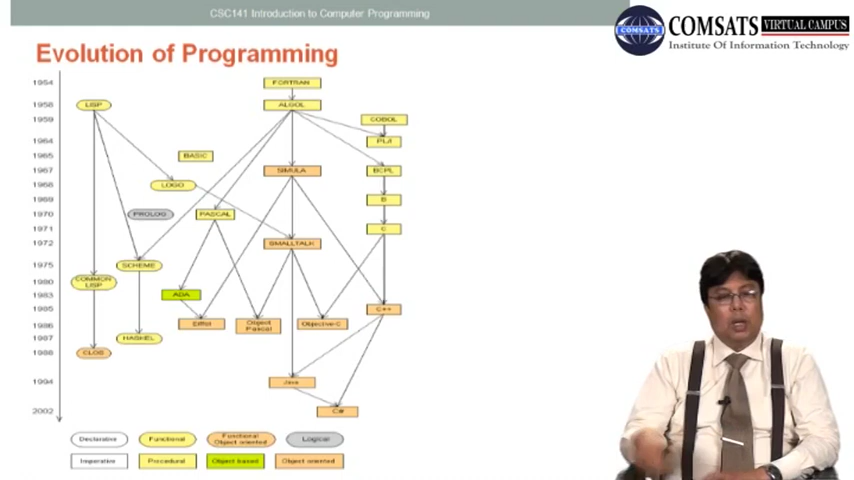 CSC141 Introduction to Computer Programming
COMSATS VIRTUAL CAMPUS
Institute Of Information Technology
COMSATS
Evolution of Programming
1954
FORTRAN
1958
LISP
ALGOL
1959
COBOL
1964
PL/I
1965
BASIC
1967
SIMULA
BCPL
1968
LOGO
1969
B
1970
PROLOG
PASCAL
1971
C
1972
SMALLTALK
1975
SCHEME
1980
COMMON
LISP
1983
ADA
1985
C++
1986
Eiffel
Object
Pascal
Objective-C
1987
HASKEL
1988
CLOS
1994
Java
2002
C#
Declarative
Functional
Functional
Object oriented
Logical
Imperative
Procedural
Object based
Object oriented